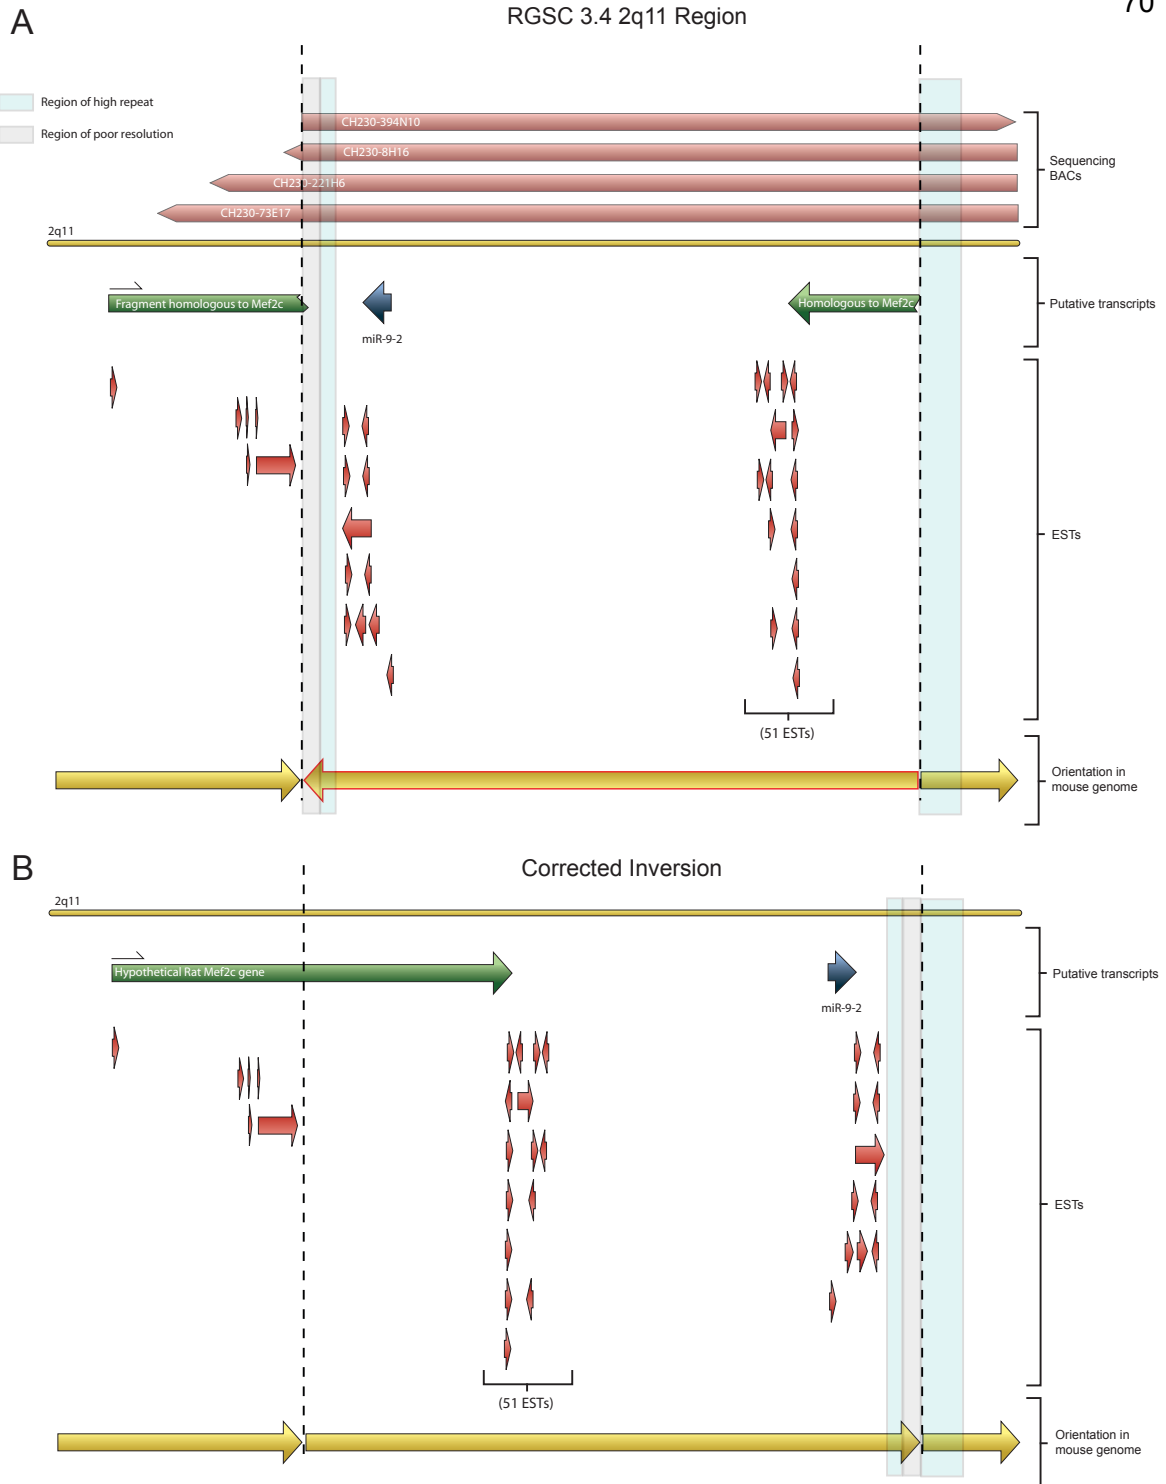 70
A
RGSC 3.4 2q11 Region
Region of high repeat
Region of poor resolution
CH230-394N10
CH230-8H16
CH230-221H6
CH230-73E17
Sequencing
BACs
2q11
Fragment homologous to Mef2c
miR-9-2
Homologous to Mef2c
Putative transcripts
ESTs
(51 ESTs)
Orientation in
mouse genome
B
Corrected Inversion
2q11
Hypothetical Rat Mef2c gene
miR-9-2
Putative transcripts
ESTs
(51 ESTs)
Orientation in
mouse genome